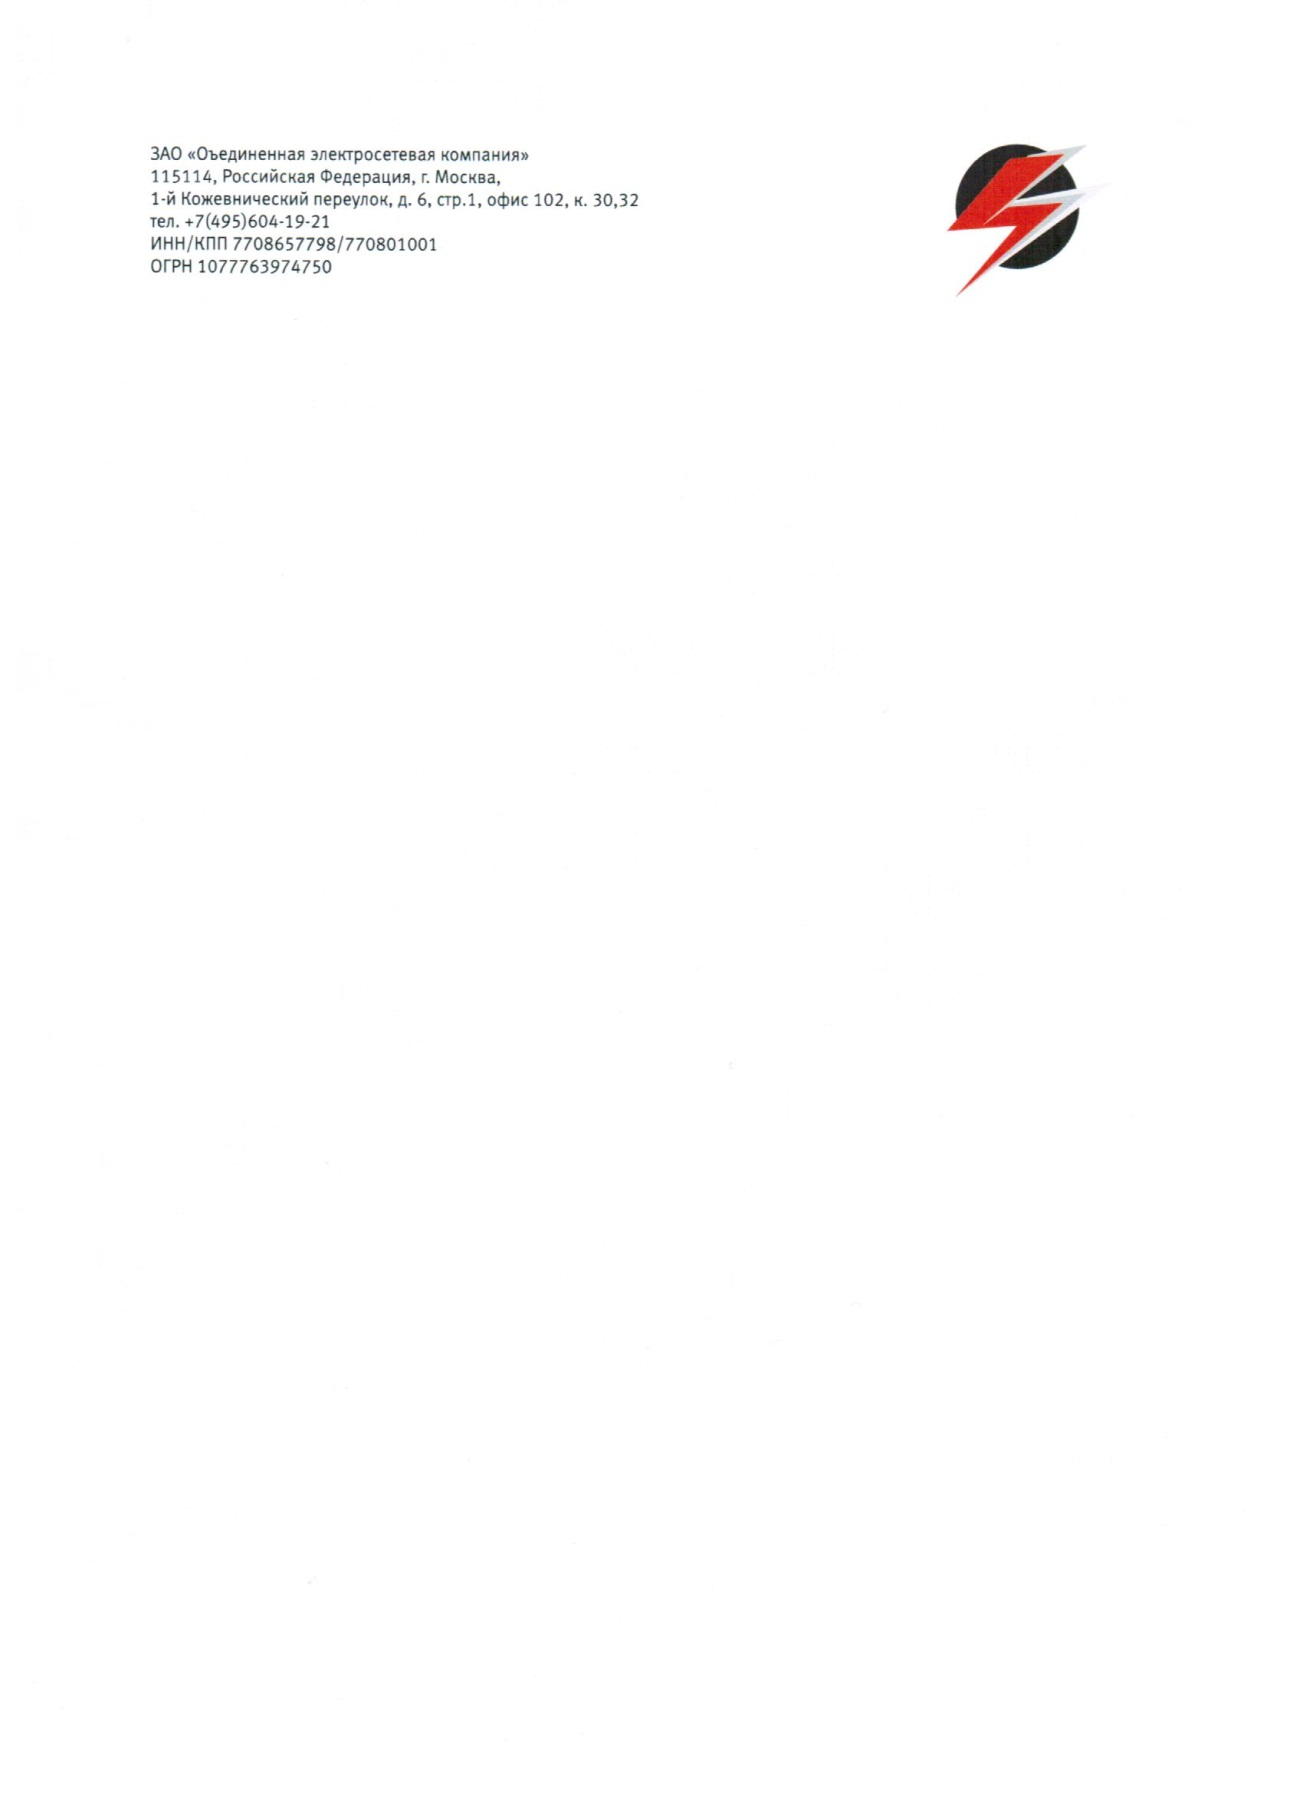 ЗАО «Оъединенная электросетевая компания»
115114, Российская Федерация, г. Москва,
1-й Кожевнический переулок, д. 6, стр.1, офис 102, к. 30,32
тел. +7(495)604-19-21
ИНН/КПП 7708657798/770801001
ОГРН 1077763974750